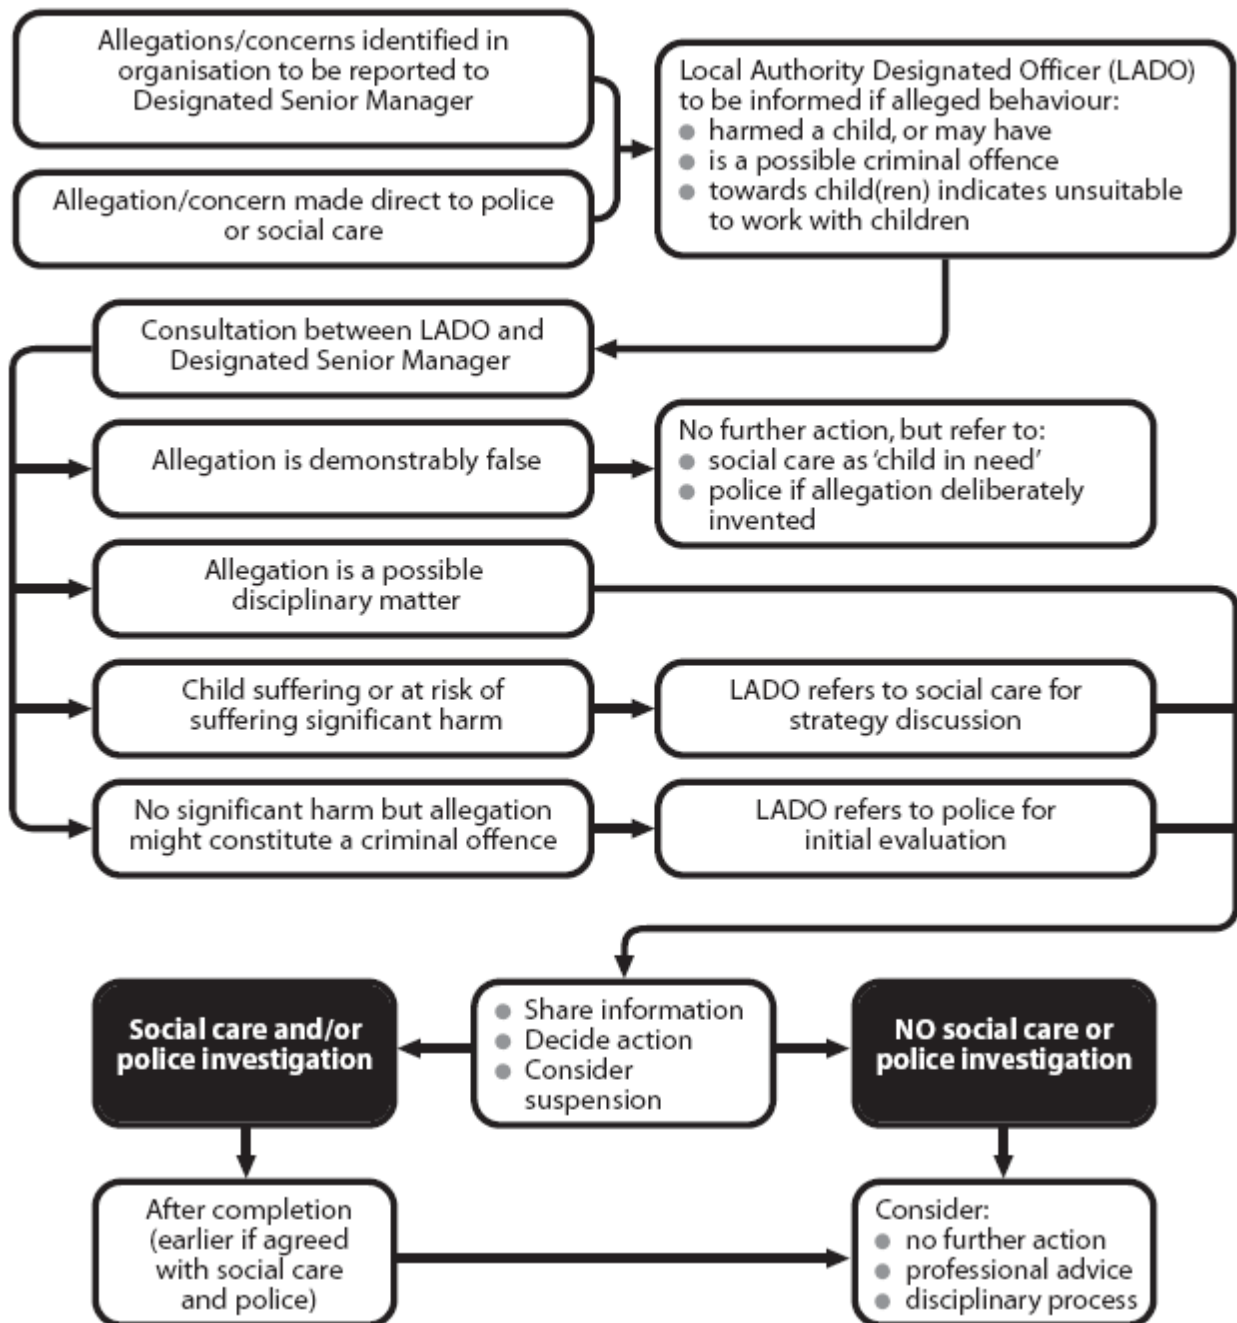 Allegations/concerns identified in
organisation to be reported to
Designated Senior Manager
Allegation/concern made direct to police
or social care
Local Authority Designated Officer (LADO)
to be informed if alleged behaviour:
● harmed a child, or may have
● is a possible criminal offence
● towards child(ren) indicates unsuitable
to work with children
Consultation between LADO and
Designated Senior Manager
Allegation is demonstrably false
No further action, but refer to:
● social care as ‘child in need’
● police if allegation deliberately
invented
Allegation is a possible
disciplinary matter
Child suffering or at risk of
suffering significant harm
LADO refers to social care for
strategy discussion
No significant harm but allegation
might constitute a criminal offence
LADO refers to police for
initial evaluation
Social care and/or
police investigation
● Share information
● Decide action
● Consider
suspension
NO social care or
police investigation
After completion
(earlier if agreed
with social care
and police)
Consider:
● no further action
● professional advice
● disciplinary process